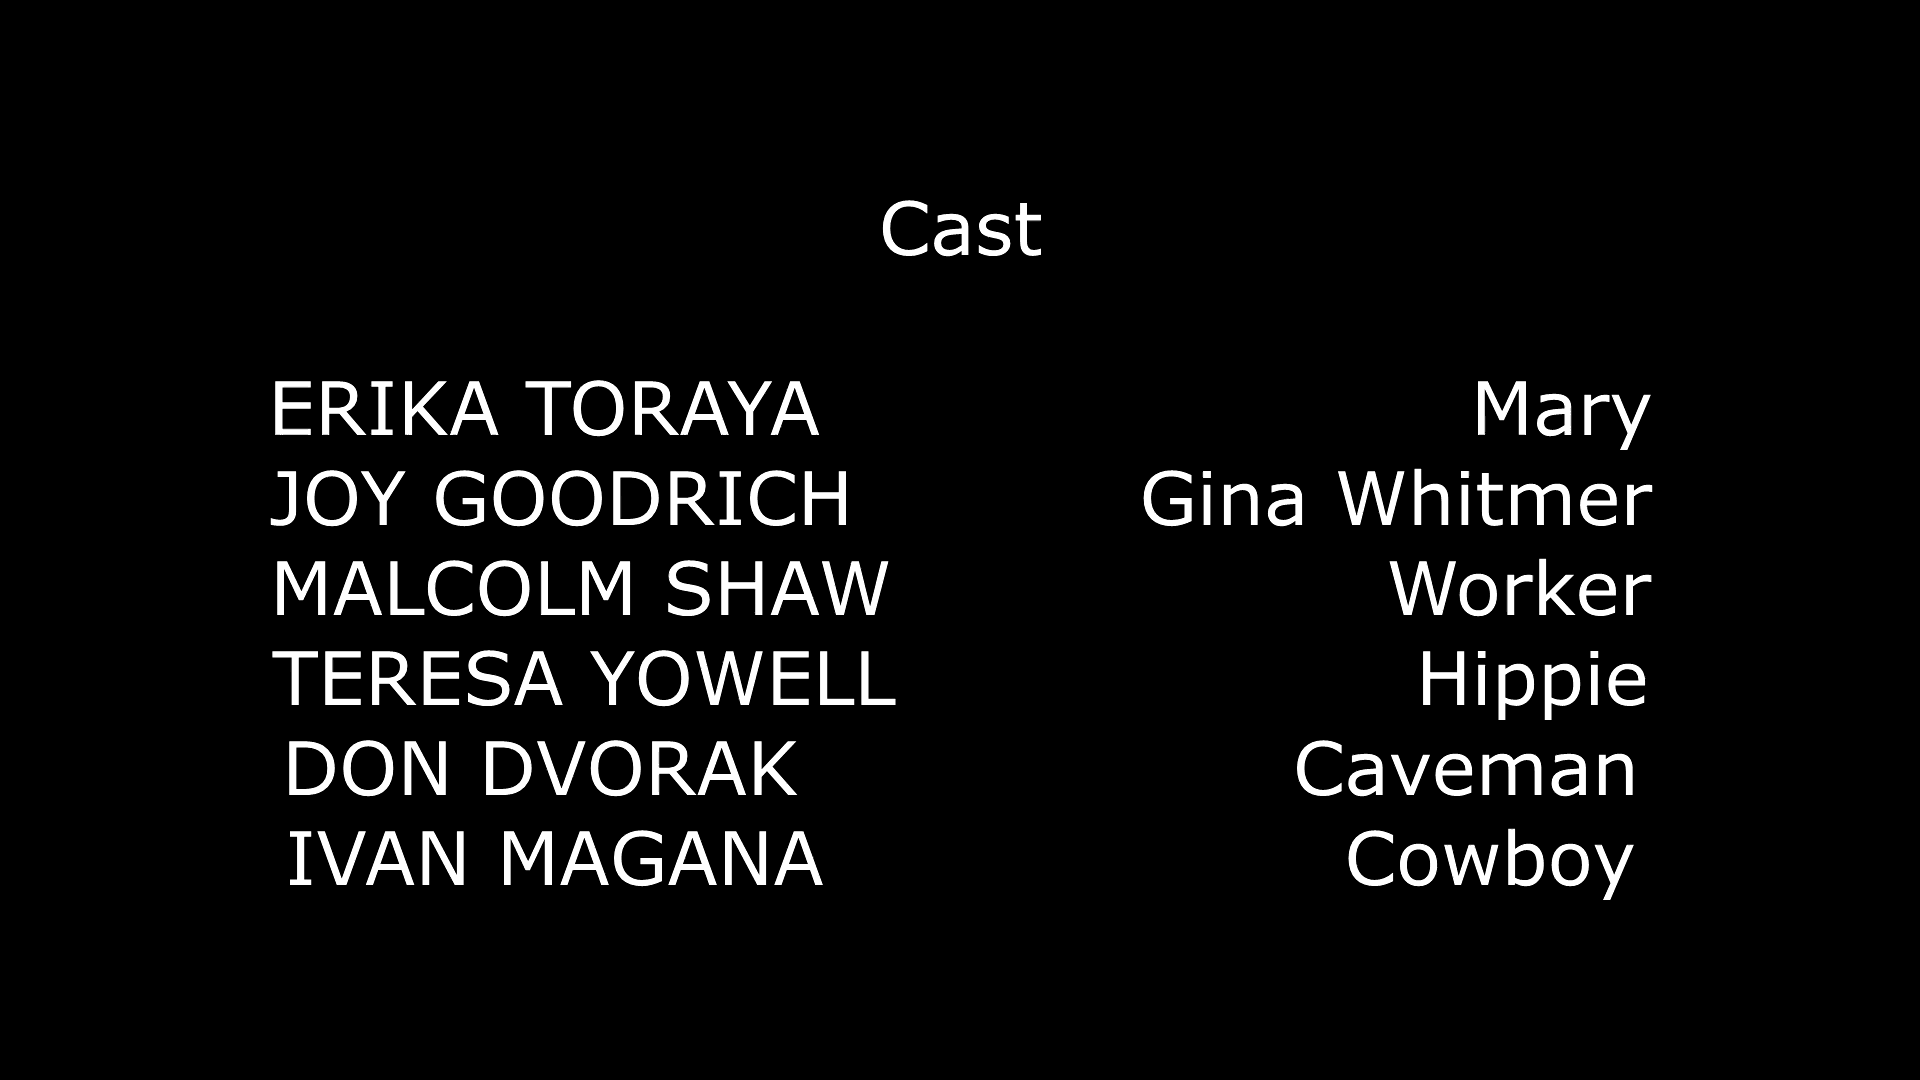 Cast
ERIKA TORAYA Mary
JOY GOODRICH Gina Whitmer
MALCOLM SHAW Worker
TERESA YOWELL Hippie
DON DVORAK Caveman
IVAN MAGANA Cowboy